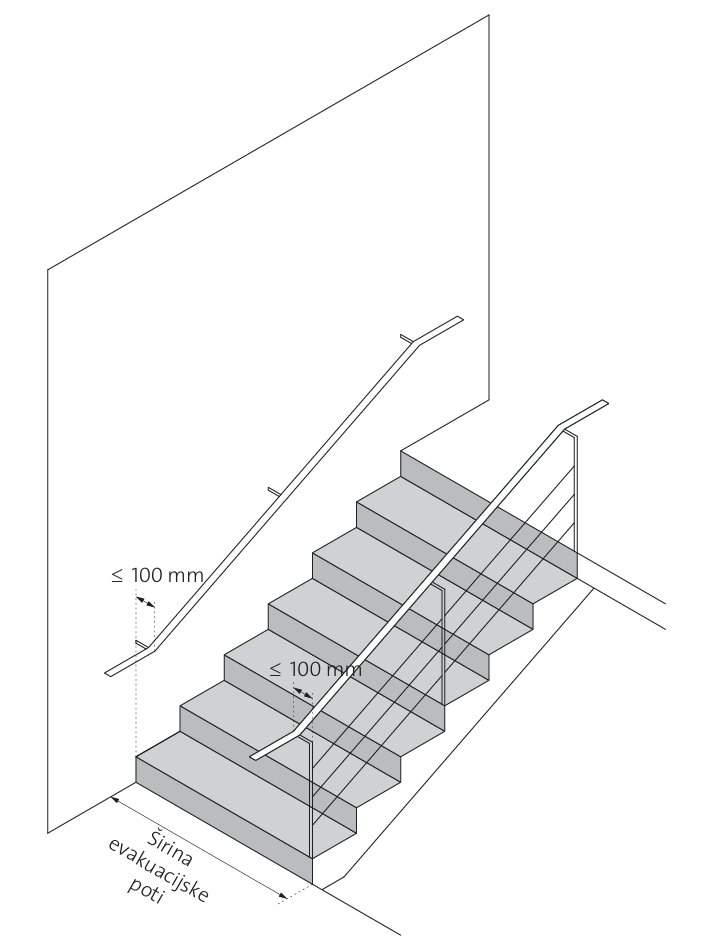 ≤ 100 mm
≤ 100 mm
Širina
evakuacijske
poti